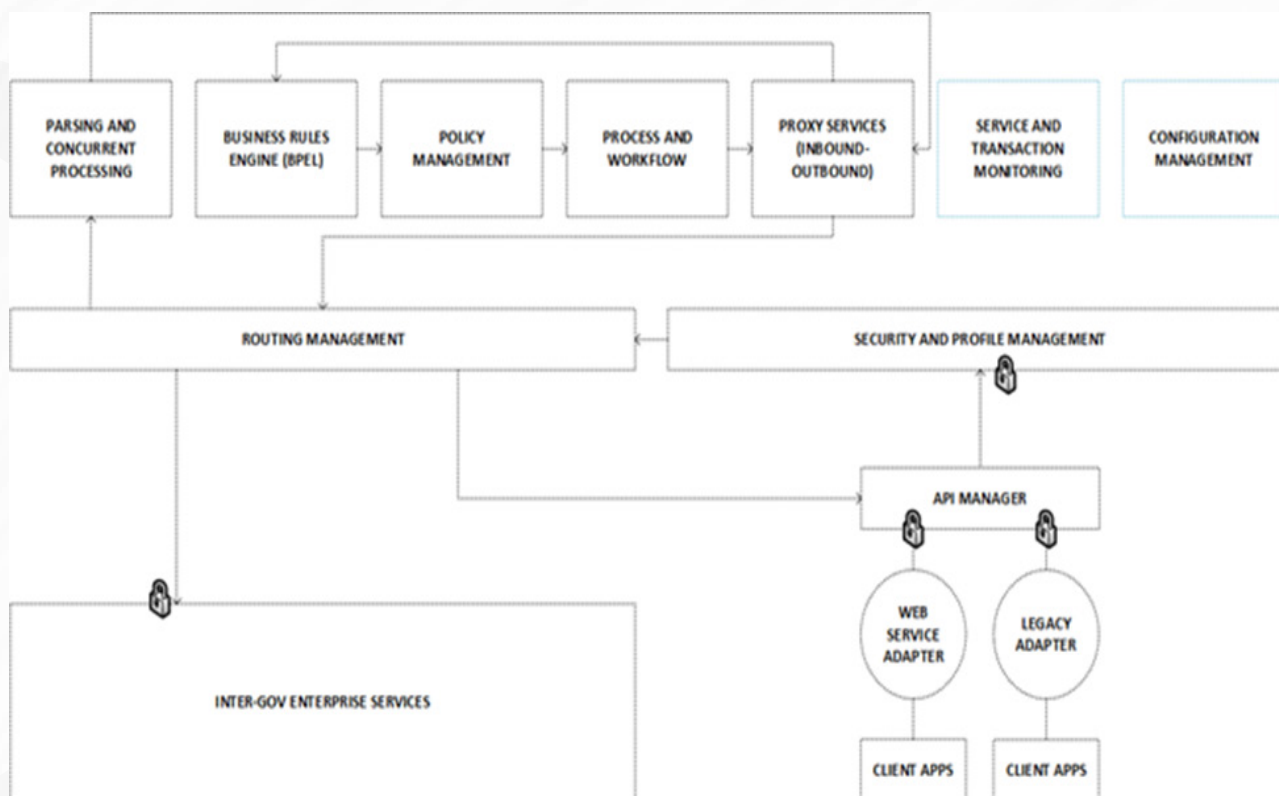 PARSING AND
CONCURRENT
PROCESSING
BUSINESS RULES
ENGINE (BPEL)
POLICY
MANAGEMENT
PROCESS AND
WORKFLOW
PROXY SERVICES
(INBOUND-
OUTBOUND)
SERVICE AND
TRANSACTION
MONITORING
CONFIGURATION
MANAGEMENT
ROUTING MANAGEMENT
SECURITY AND PROFILE MANAGEMENT
API MANAGER
WEB
SERVICE
ADAPTER
LEGACY
ADAPTER
INTER-GOV ENTERPRISE SERVICES
CLIENT APPS
CLIENT APPS